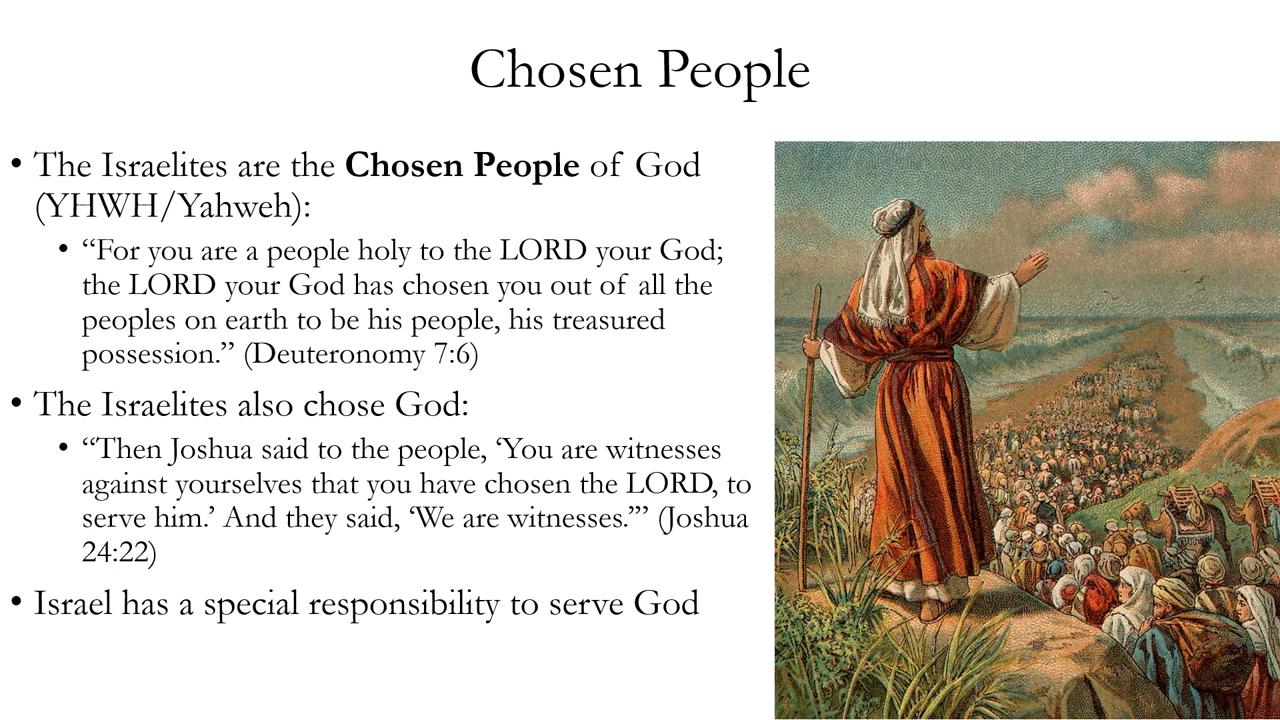 Chosen People
• The Israelites are the Chosen People of God
(YHWH/Yahweh):
• “For you are a people holy to the LORD your God;
the LORD your God has chosen you out of all the
peoples on earth to be his people, his treasured
possession.” (Deuteronomy 7:6)
• The Israelites also chose God:
• “Then Joshua said to the people, ‘You are witnesses
against yourselves that you have chosen the LORD, to
serve him.’ And they said, ‘We are witnesses.’” (Joshua
24:22)
• Israel has a special responsibility to serve God